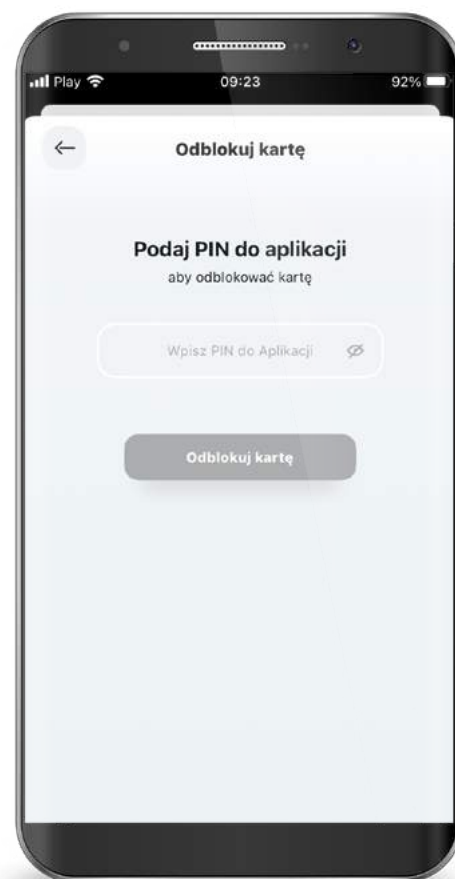 Play 09:23 92%
Odblokuj kartę
Podaj PIN do aplikacji
aby odblokować kartę
Wpisz PIN do Aplikacji
Odblokuj kartę